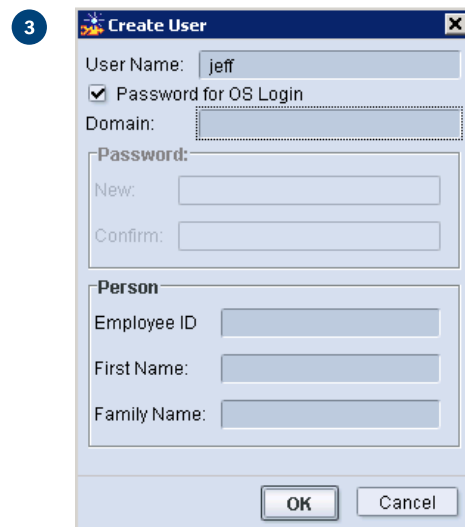 3
Create User
User Name: jeff
Password for OS Login
Domain:
Password:
New:
Confirm:
Person
Employee ID
First Name:
Family Name:
OK Cancel